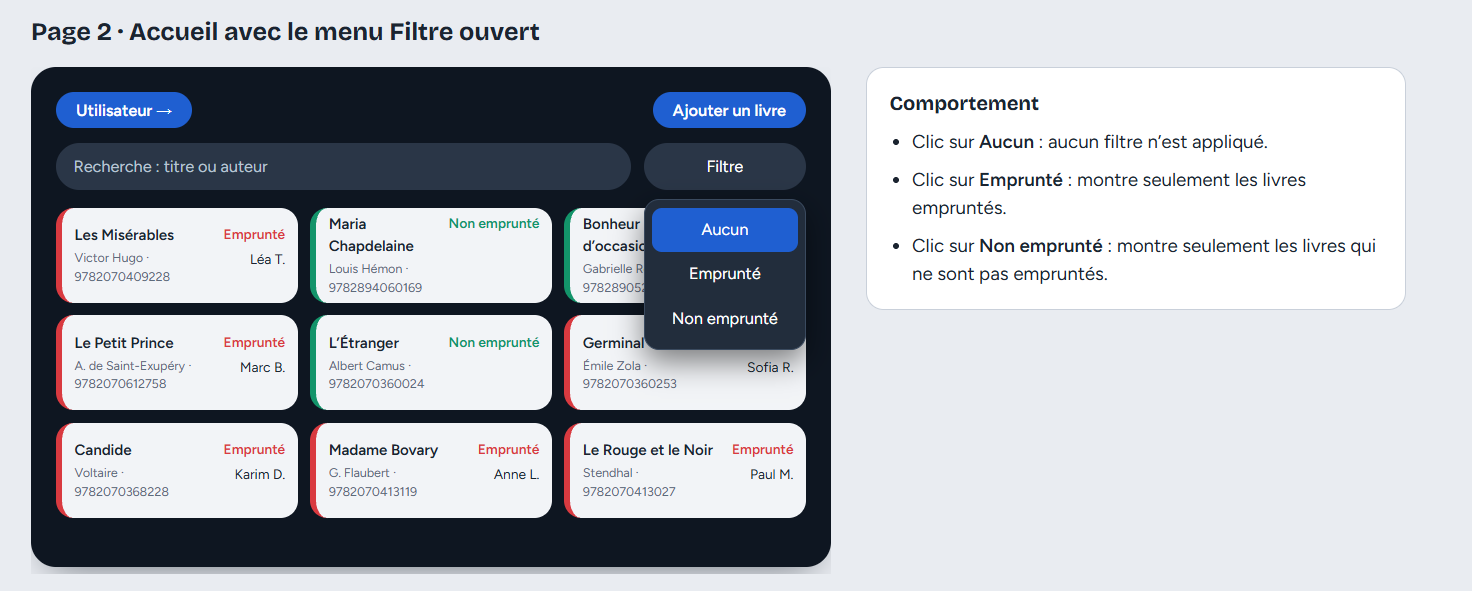 Page 2 · Accueil avec le menu Filtre ouvert
Utilisateur →
Ajouter un livre
Recherche : titre ou auteur
Filtre
Les Misérables
Emprunté
Victor Hugo ·
9782070409228
Léa T.
Maria
Chapdelaine
Non emprunté
Louis Hémon ·
9782894060169
Bonheur
Gabrielle
Aucun
Emprunté
Non emprunté
Le Petit Prince
Emprunté
A. de Saint-Exupéry ·
9782070612758
Marc B.
L’Étranger
Non emprunté
Albert Camus ·
9782070360024
Germinal
Émile Zola ·
9782070360253
Sofia R.
Candide
Emprunté
Voltaire ·
9782070368228
Karim D.
Madame Bovary
Emprunté
G. Flaubert ·
9782070413119
Anne L.
Le Rouge et le Noir
Emprunté
Stendhal ·
9782070413027
Paul M.
Comportement
• Clic sur Aucun : aucun filtre n’est appliqué.
• Clic sur Emprunté : montre seulement les livres
empruntés.
• Clic sur Non emprunté : montre seulement les livres qui
ne sont pas empruntés.